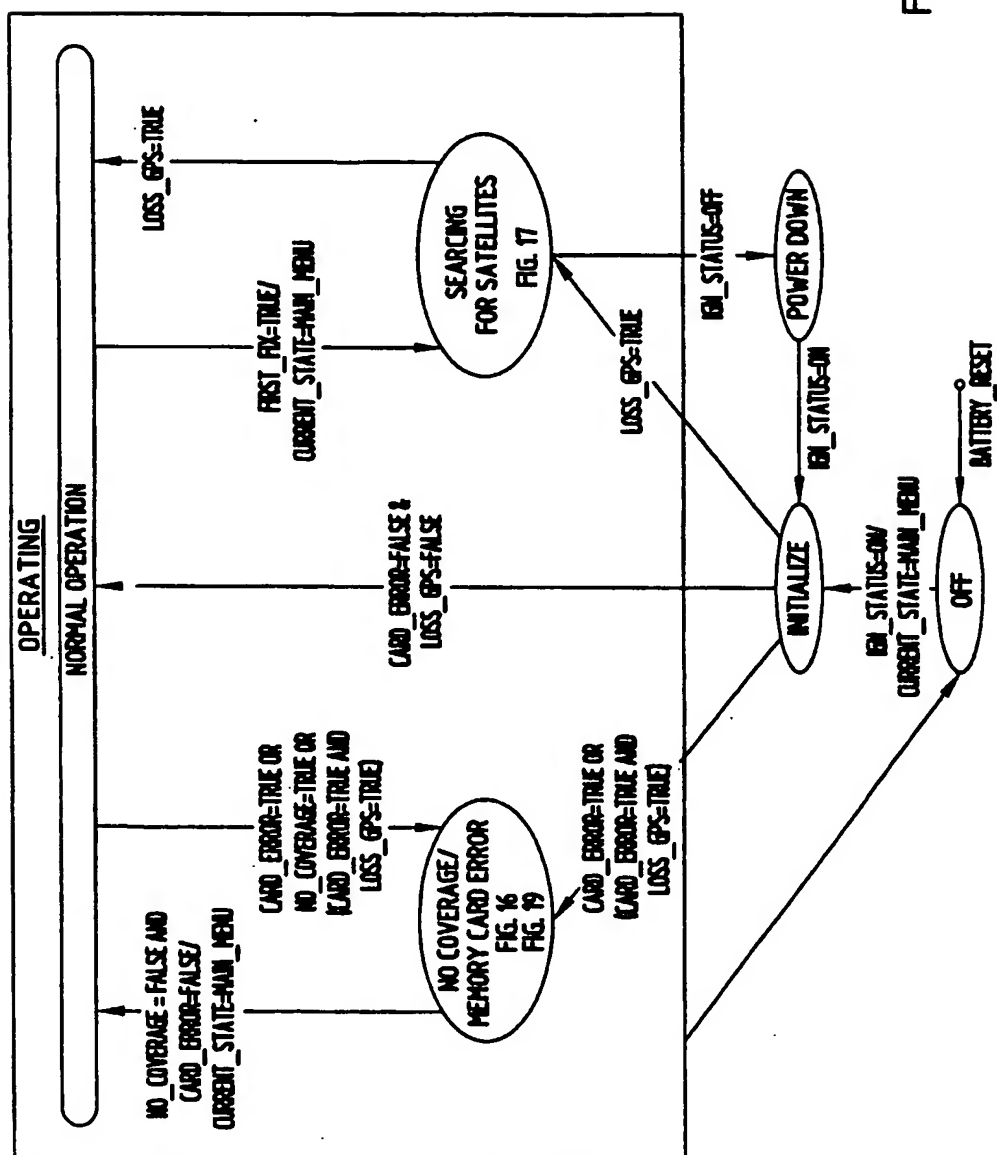 OPERATING
NORMAL OPERATION
NO_COVERAGE = FALSE AND
CARD_ERROR=FALSE/
CURRENT_STATE=MAIN_MENU
CARD_ERROR=TRUE OR
NO_COVERAGE=TRUE OR
(CARD_ERROR=TRUE AND
LOSS_GPS=TRUE)
CARD_ERROR=FALSE &
LOSS_GPS=FALSE
FIRST_FIX=TRUE/
CURRENT_STATE=MAIN_MENU
LOSS_GPS=TRUE
NO COVERAGE/
MEMORY CARD ERROR
FIG. 16
FIG. 19
SEARCING
FOR SATELLITES
FIG. 17
CARD_ERROR=TRUE OR
(CARD_ERROR=TRUE AND
LOSS_GPS=TRUE)
LOSS_GPS=TRUE
IGN_STATUS=OFF
INITIALIZE
IGN_STATUS=ON
POWER DOWN
IGN_STATUS=ON/
CURRENT_STATE=MAIN_MENU
OFF
BATTERY_RESET